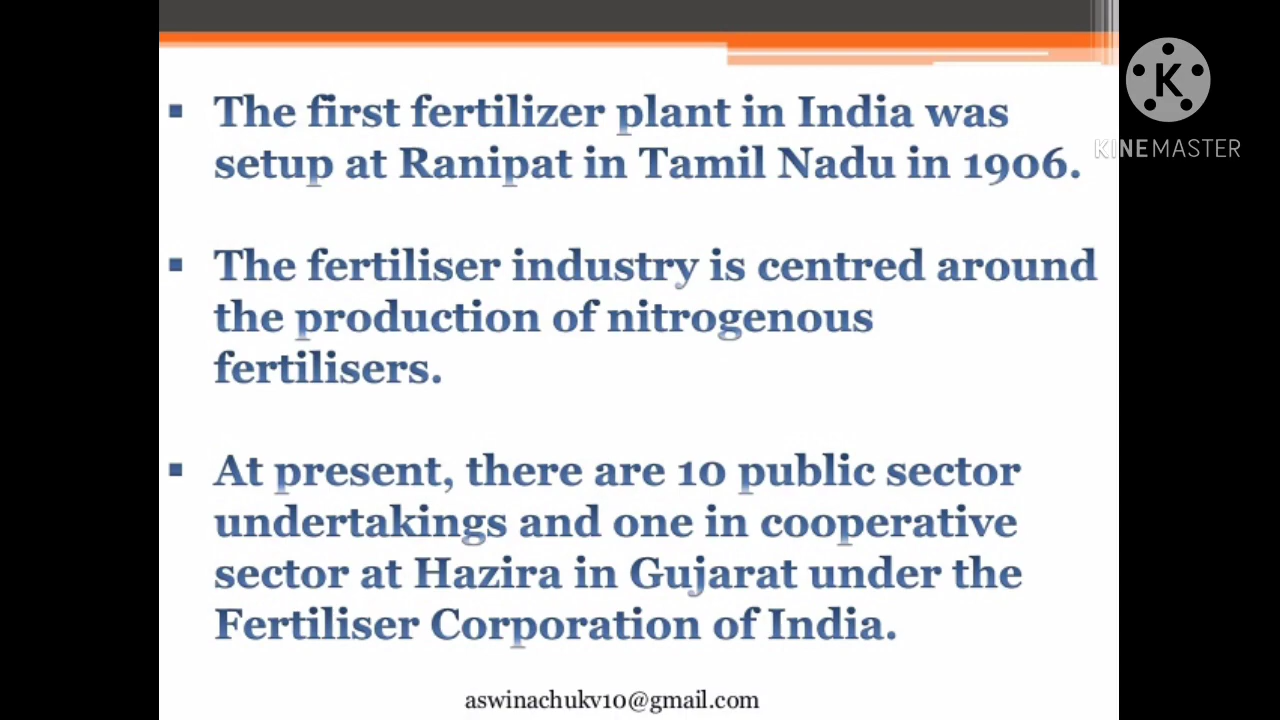 The first fertilizer plant in India was
setup at Ranipat in Tamil Nadu in 1906.
The fertiliser industry is centred around
the production of nitrogenous
fertilisers.
At present, there are 10 public sector
undertakings and one in cooperative
sector at Hazira in Gujarat under the
Fertiliser Corporation of India.
aswinachukv10@gmail.com
K
KINEMASTER